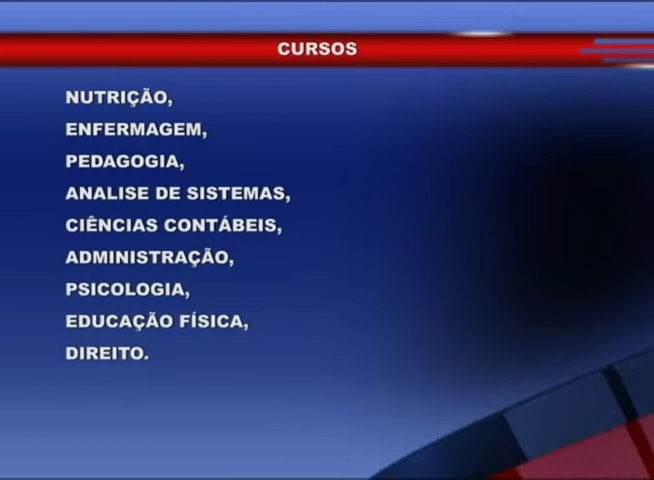 CURSOS
NUTRIÇÃO,
ENFERMAGEM,
PEDAGOGIA,
ANALISE DE SISTEMAS,
CIÊNCIAS CONTÁBEIS,
ADMINISTRAÇÃO,
PSICOLOGIA,
EDUCAÇÃO FÍSICA,
DIREITO.